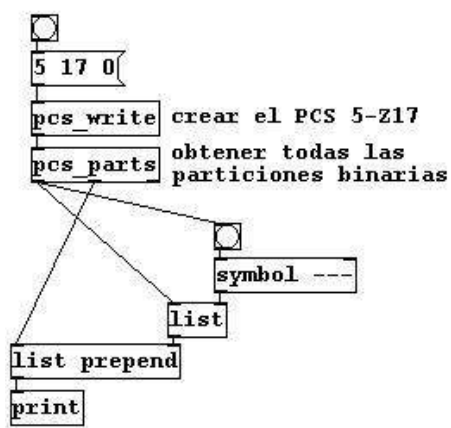 5 17 0
pcs_write
crear el PCS 5-Z17
pcs_parts
obtener todas las
particiones binarias
symbol ---
list
list prepend
print